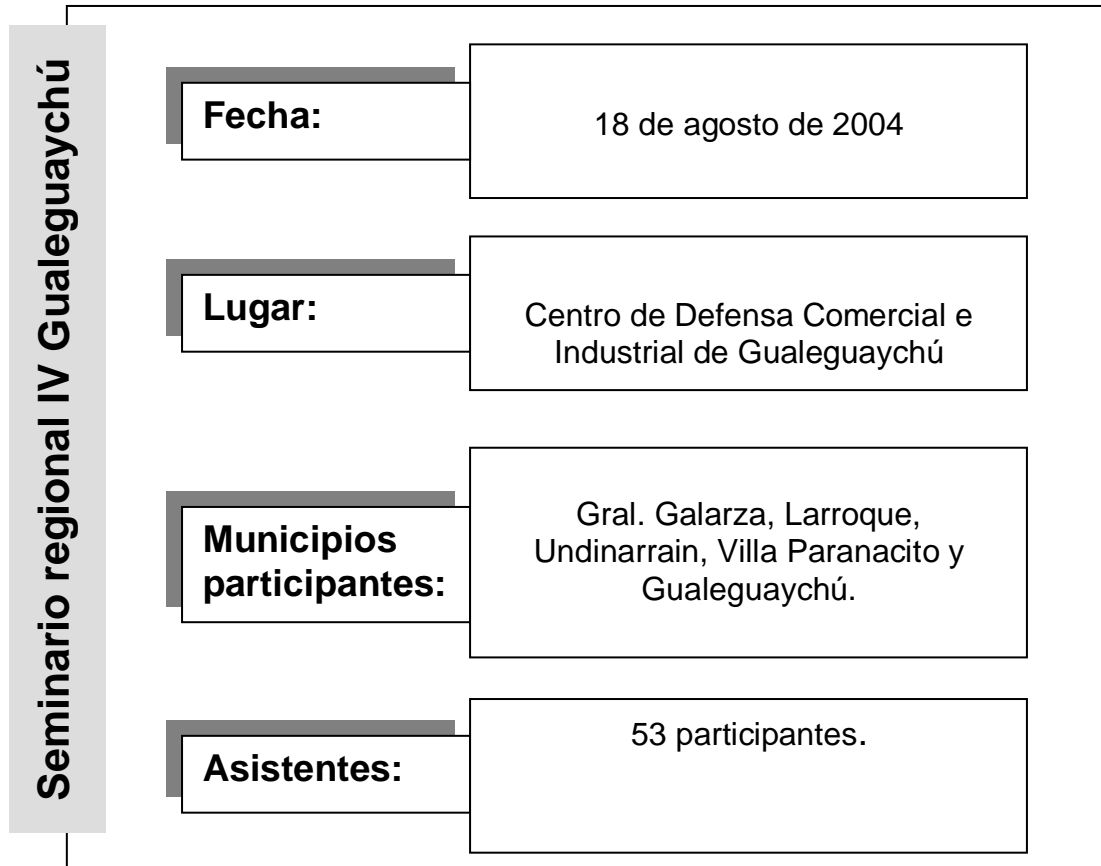 Seminario regional IV Gualeguaychú
Fecha:
18 de agosto de 2004
Lugar:
Centro de Defensa Comercial e
Industrial de Gualeguaychú
Municipios
participantes:
Gral. Galarza, Larroque,
Undinarrain, Villa Paranacito y
Gualeguaychú.
Asistentes:
53 participantes.